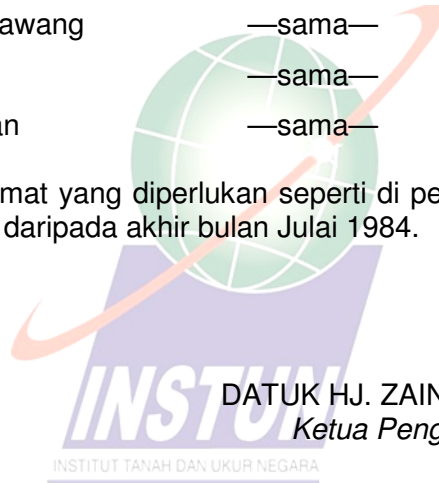 awang —sama—
—sama—
an —sama—
mat yang diperlukan seperti di pe
daripada akhir bulan Julai 1984.
DATUK HJ. ZAIN
Ketua Peng
INSTUN
INSTITUT TANAH DAN UKUR NEGARA